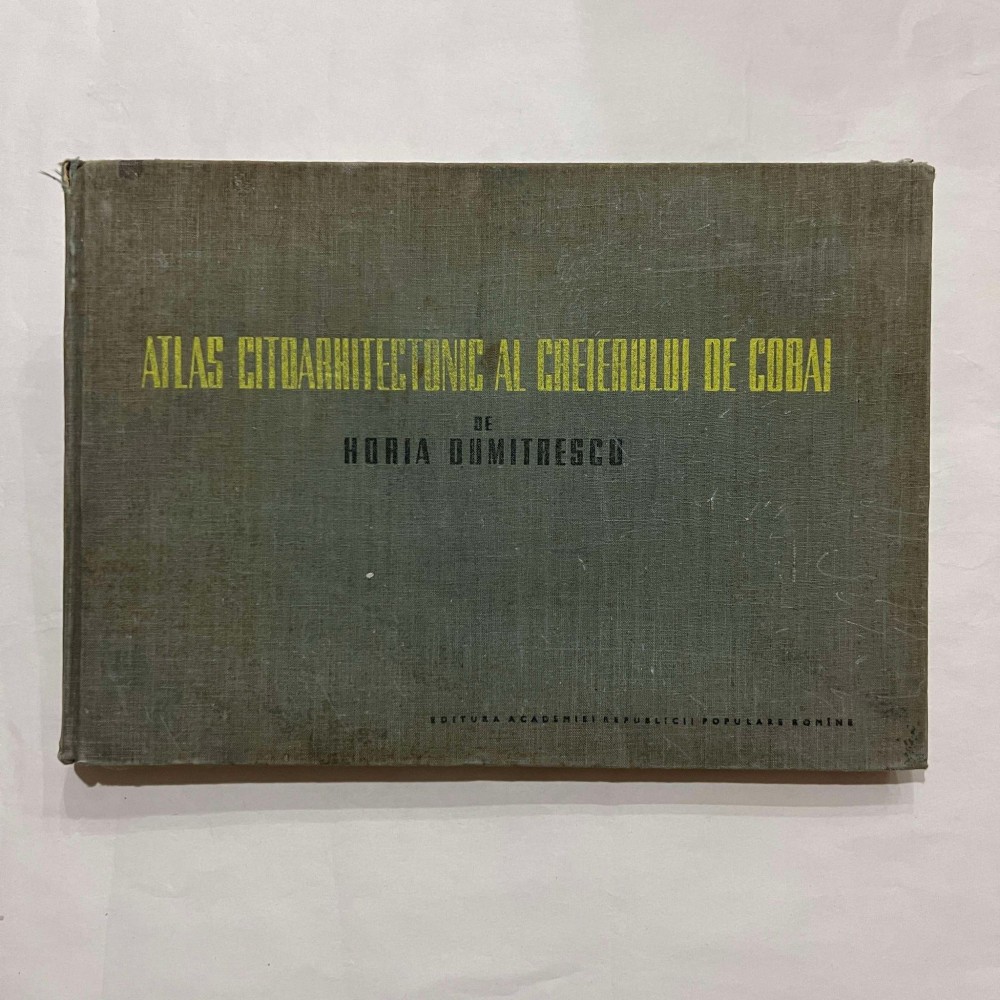 ATLAS CITOARHITECTONIC AL CREIERULUI DE COBAI
DE
HORIA DUMITRESCU
EDITURA ACADEMIEI REPUBLICII POPULARE ROMÎNE